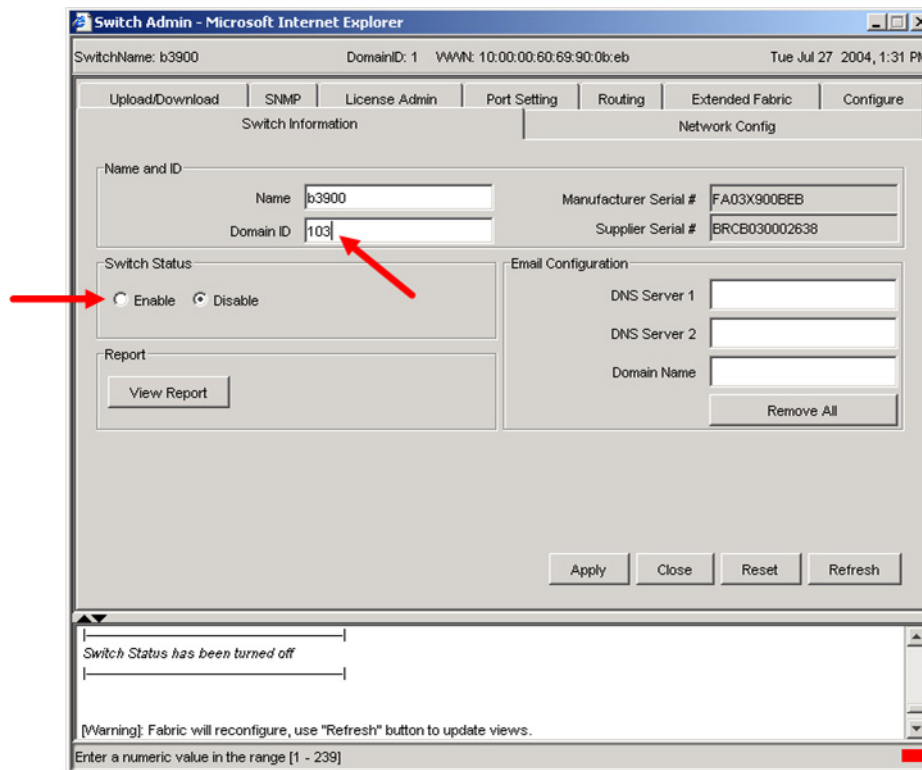 Switch Admin - Microsoft Internet Explorer
SwitchName: b3900 DomainID: 1 WWN: 10:00:00:60:69:90:0b:eb Tue Jul 27 2004, 1:31 PM
Upload/Download SNMP License Admin Port Setting Routing Extended Fabric Configure
Switch Information Network Config
Name and ID
Name b3900 Manufacturer Serial # FA03X900BEB
Domain ID 103 Supplier Serial # BRCB030002638
Switch Status Email Configuration
Enable Disable DNS Server 1
DNS Server 2
Report
Domain Name
View Report
Remove All
Apply Close Reset Refresh
Switch Status has been turned off
[Warning]: Fabric will reconfigure, use "Refresh" button to update views.
Enter a numeric value in the range [1 - 239]